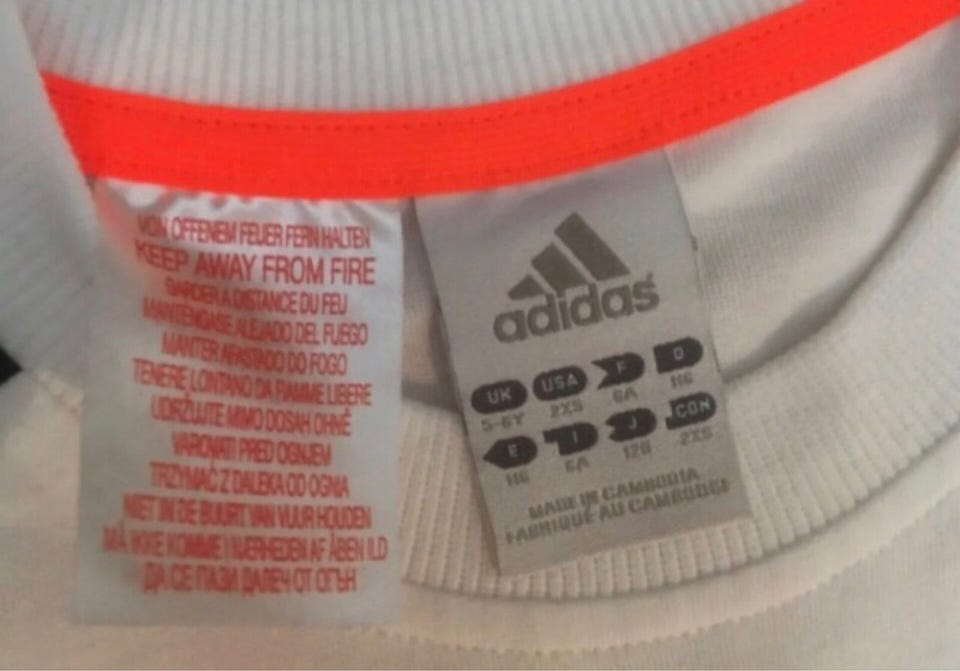 VON OFFENEM FEUER FERN HALTEN
KEEP AWAY FROM FIRE
GARDER A DISTANCE DU FEU
MANTENGASE ALEJADO DEL FUEGO
MANTER AFASTADO DO FOGO
TENERE LONTANO DA FIAMME LIBERE
UDRŽUJTE MIMO DOSAH OHNĚ
VAROVATI PRED OGNJEM
TRZYMAĆ Z DALEKA OD OGNIA
NIET IN DE BUURT VAN VUUR HOUDEN
MÅ IKKE KOMME I NÆRHEDEN AF ÅBEN ILD
ДА СЕ ПАЗИ ДАЛЕЧ ОТ ОГЪН
adidas
UK USA F D
5-6Y 2XS 6A 116
E I J CON
116 6A 120 2XS
MADE IN CAMBODIA
FABRIQUÉ AU CAMBODGE